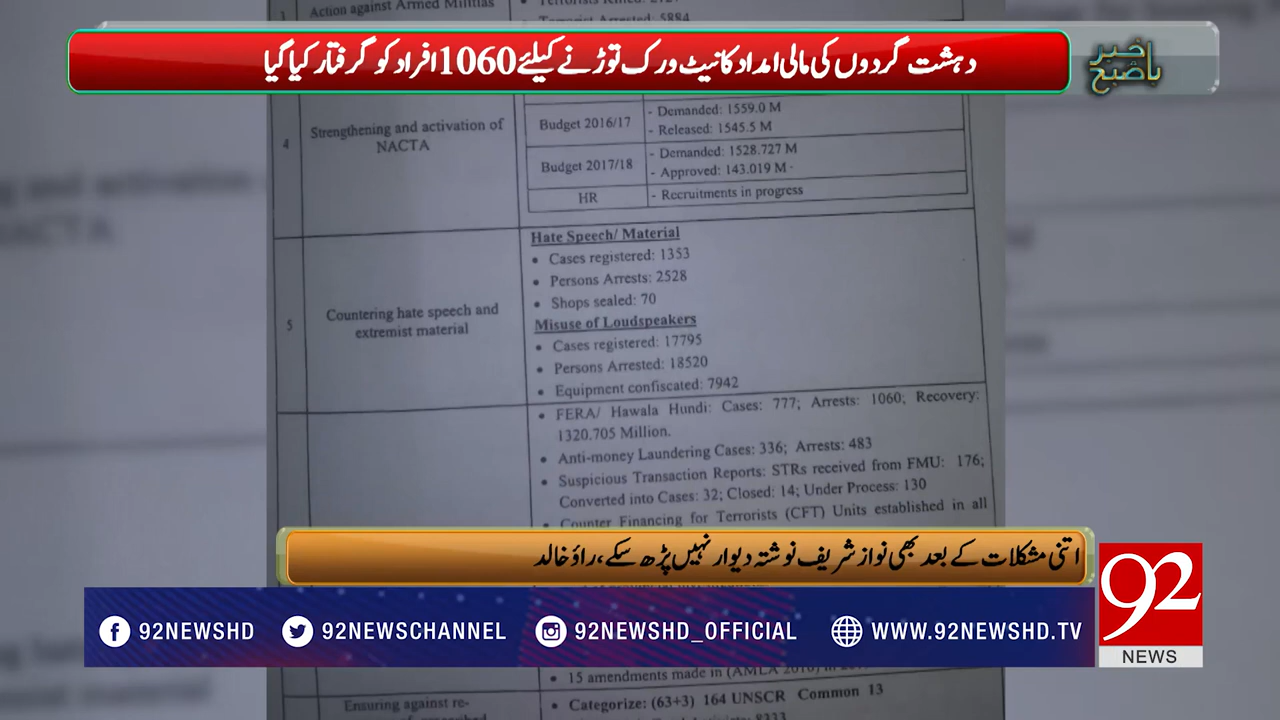 3
Action against Armed Militias
Terrorist Arrested: 5884
دہشت گردوں کی مالی امداد کا نیٹ ورک توڑنے کیلئے 1060 افراد کو گرفتار کیا گیا
باخبر صبح
4
Strengthening and activation of
NACTA
Budget 2016/17
- Demanded: 1559.0 M
- Released: 1545.5 M
Budget 2017/18
- Demanded: 1528.727 M
- Approved: 143.019 M
HR
- Recruitments in progress
5
Countering hate speech and
extremist material
Hate Speech/ Material
• Cases registered: 1353
• Persons Arrests: 2528
• Shops sealed: 70
Misuse of Loudspeakers
• Cases registered: 17795
• Persons Arrested: 18520
• Equipment confiscated: 7942
• FERA/ Hawala Hundi: Cases: 777; Arrests: 1060; Recovery:
1320.705 Million.
• Anti-money Laundering Cases: 336; Arrests: 483
• Suspicious Transaction Reports: STRs received from FMU: 176;
Converted into Cases: 32; Closed: 14; Under Process: 130
• Counter Financing for Terrorists (CFT) Units established in all
اتنی مشکلات کے بعد بھی نواز شریف نوشتہ دیوار نہیں پڑھ سکے، راؤ خالد
92NEWSHD
92NEWSCHANNEL
92NEWSHD_OFFICIAL
WWW.92NEWSHD.TV
92
NEWS
• 15 amendments made in (AMLA
Ensuring against re-
• Categorize: (63+3) 164 UNSCR Common 13